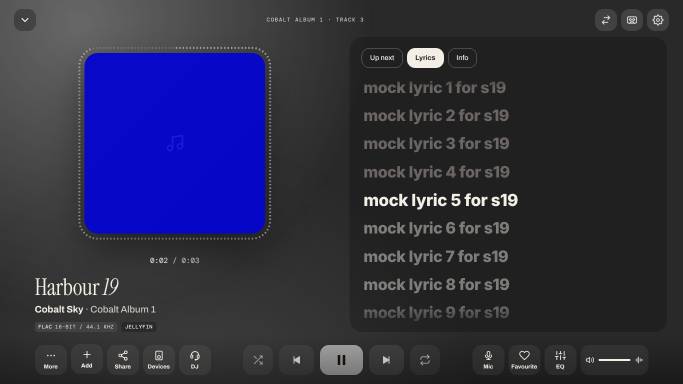 COBALT ALBUM 1 · TRACK 3
Up next
Lyrics
Info
mock lyric 1 for s19
mock lyric 2 for s19
mock lyric 3 for s19
mock lyric 4 for s19
mock lyric 5 for s19
mock lyric 6 for s19
mock lyric 7 for s19
mock lyric 8 for s19
mock lyric 9 for s19
0:02 / 0:03
Harbour 19
Cobalt Sky · Cobalt Album 1
FLAC 16-BIT / 44.1 KHZ
JELLYFIN
More
Add
Share
Devices
DJ
Mic
Favourite
EQ